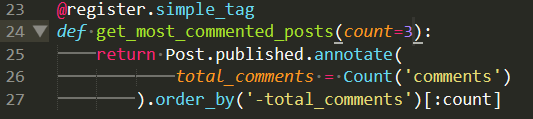 23 @register.simple_tag
24 def get_most_commented_posts(count=3):
25 return Post.published.annotate(
26 total_comments = Count('comments')
27 ).order_by('-total_comments')[:count]